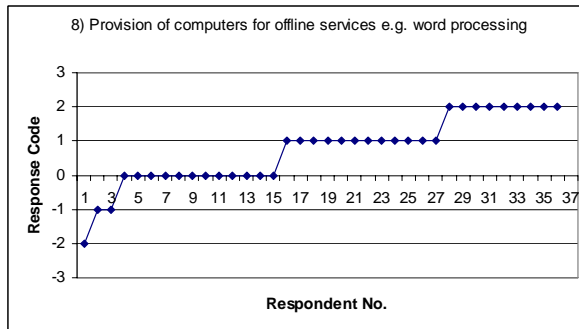 8) Provision of computers for offline services e.g. word processing
3
2
1
0
-1
-2
-3
1 3 5 7 9 11 13 15 17 19 21 23 25 27 29 31 33 35 37
Response Code
Respondent No.